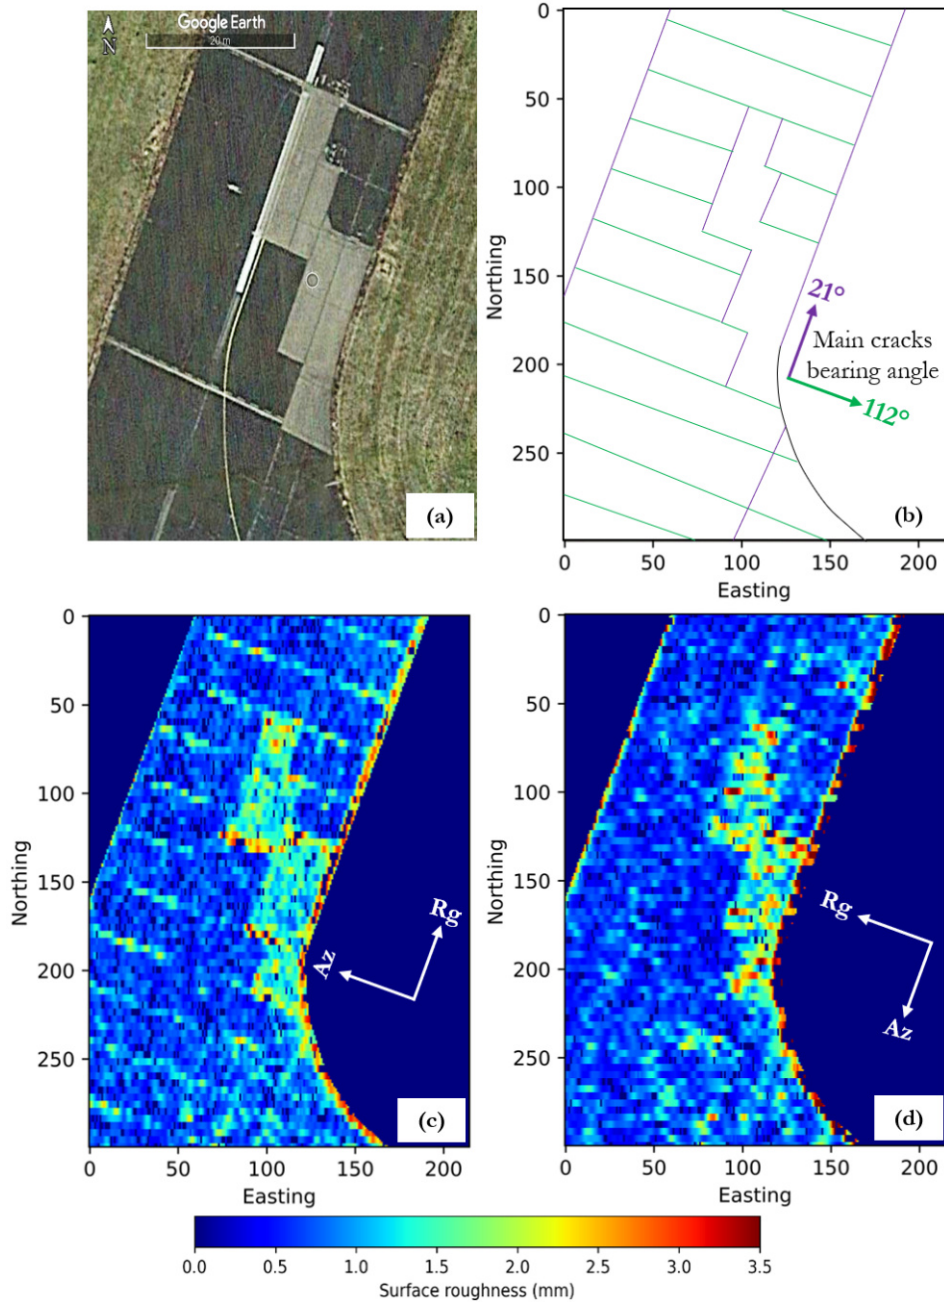 Google Earth
N
20 m
(a)
0
50
100
150
200
250
Northing
21°
Main cracks
bearing angle
112°
(b)
0
50
100
150
200
Easting
0
50
100
150
200
250
Northing
Rg
Az
(c)
0
50
100
150
200
Easting
0
50
100
150
200
250
Northing
Rg
Az
(d)
0
50
100
150
200
Easting
0.0
0.5
1.0
1.5
2.0
2.5
3.0
3.5
Surface roughness (mm)